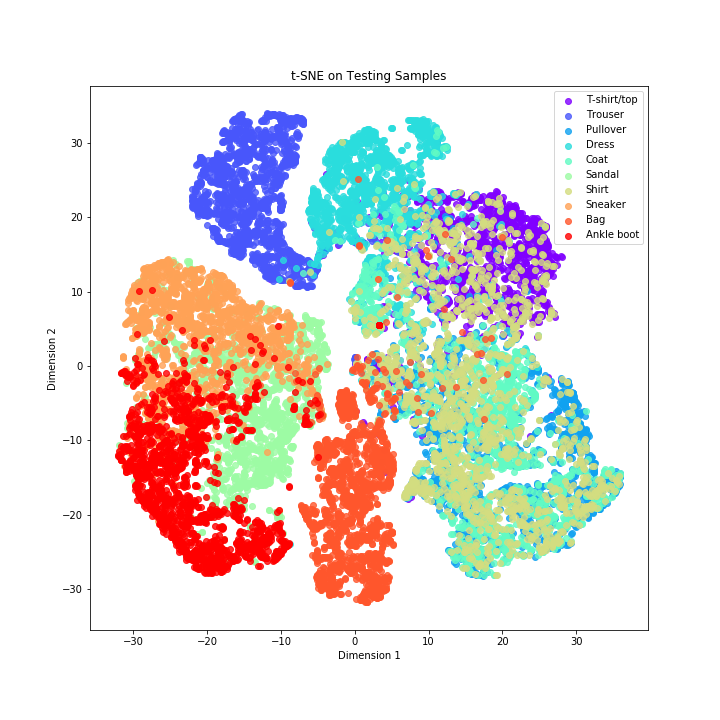 t-SNE on Testing Samples
T-shirt/top
Trouser
Pullover
Dress
Coat
Sandal
Shirt
Sneaker
Bag
Ankle boot
30
20
10
0
−10
−20
−30
Dimension 2
−30 −20 −10 0 10 20 30
Dimension 1